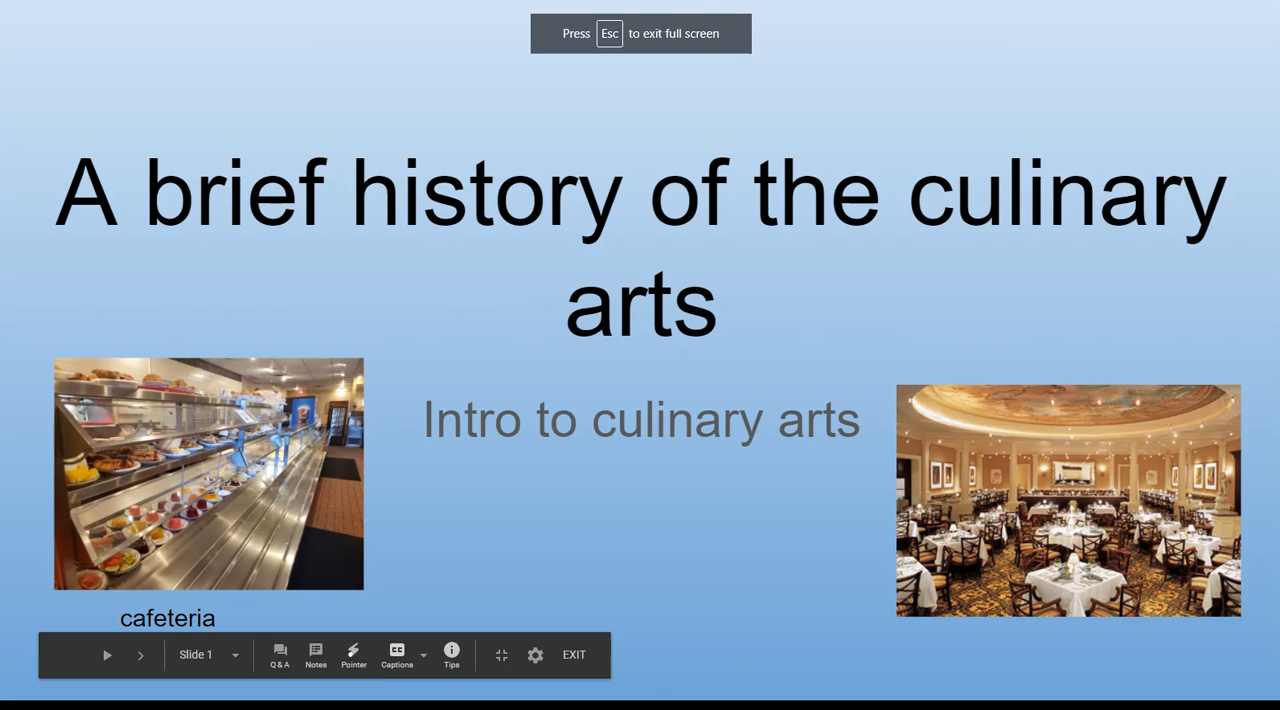 Press Esc to exit full screen
A brief history of the culinary
arts
Intro to culinary arts
cafeteria
Slide 1
Q & A Notes Pointer CC Captions Tips EXIT